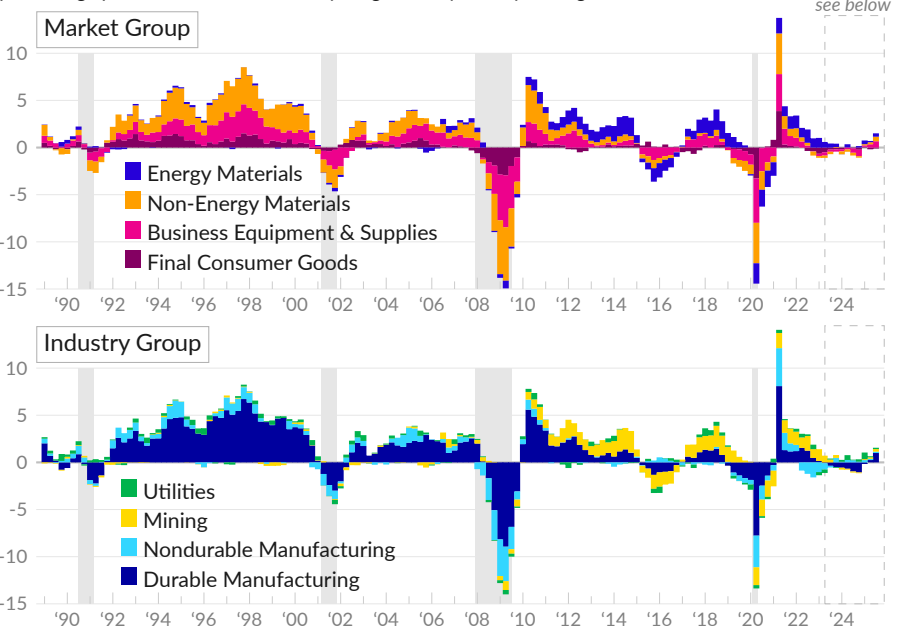 see below
Market Group
10
5
0
-5
-10
-15
Energy Materials
Non-Energy Materials
Business Equipment & Supplies
Final Consumer Goods
‘90 ‘92 ‘94 ‘96 ‘98 ‘00 ‘02 ‘04 ‘06 ‘08 ‘10 ‘12 ‘14 ‘16 ‘18 ‘20 ‘22 ‘24
Industry Group
10
5
0
-5
-10
-15
Utilities
Mining
Nondurable Manufacturing
Durable Manufacturing
‘90 ‘92 ‘94 ‘96 ‘98 ‘00 ‘02 ‘04 ‘06 ‘08 ‘10 ‘12 ‘14 ‘16 ‘18 ‘20 ‘22 ‘24